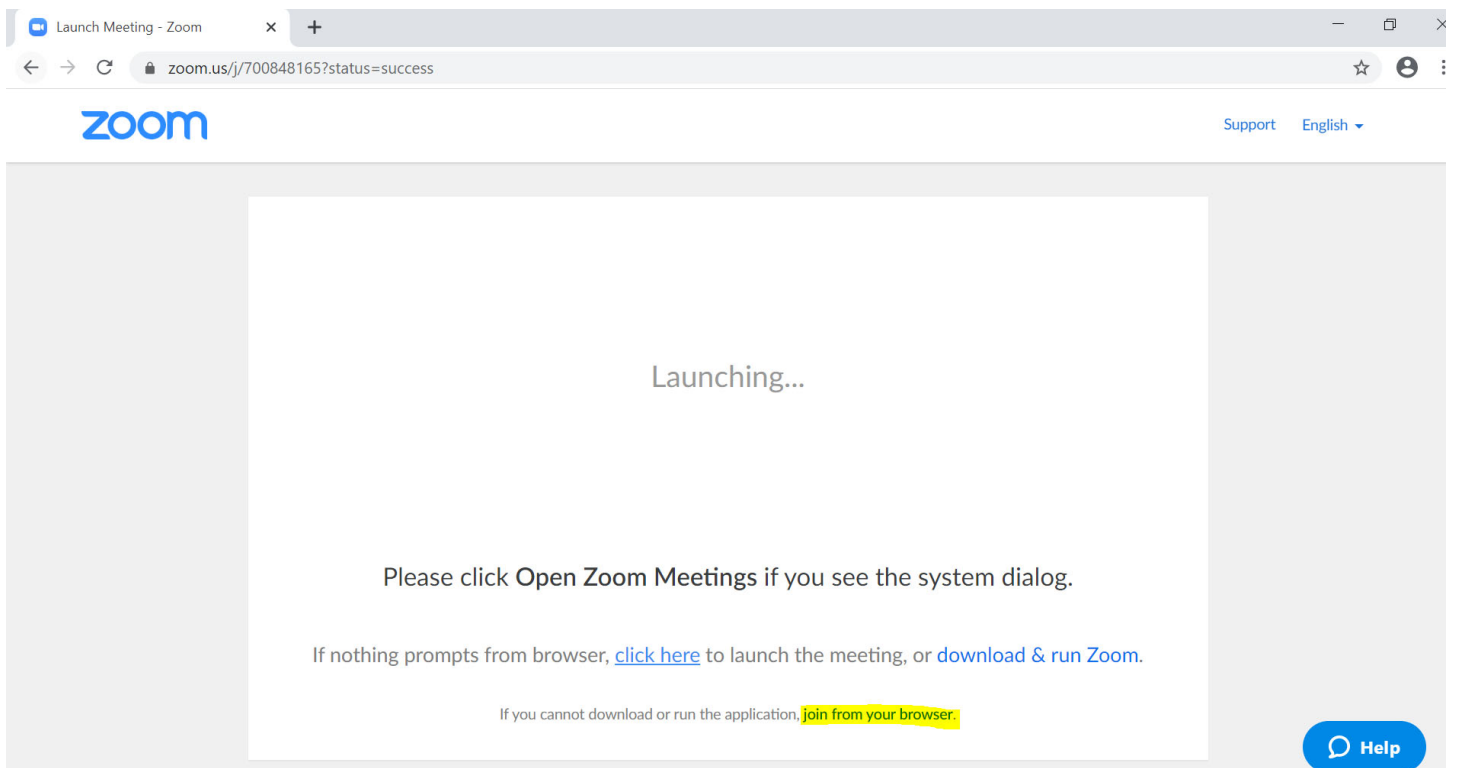 Launch Meeting - Zoom
zoom.us/j/700848165?status=success
zoom
Support English
Launching...
Please click Open Zoom Meetings if you see the system dialog.
If nothing prompts from browser, click here to launch the meeting, or download & run Zoom.
If you cannot download or run the application, join from your browser.
Help